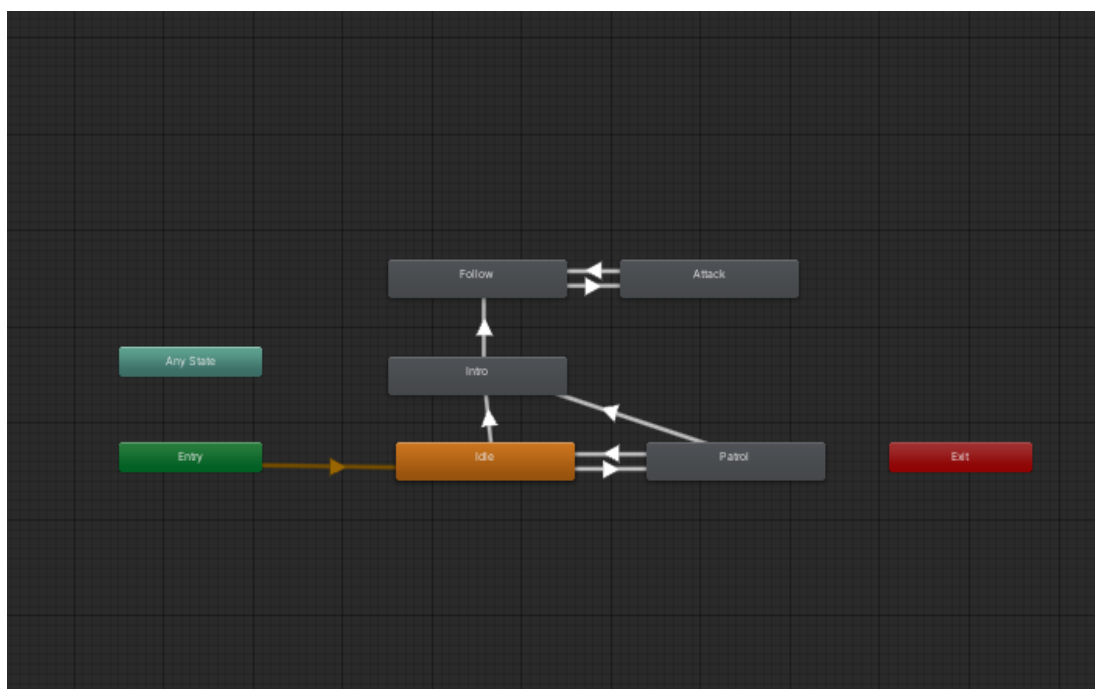 Follow
Attack
Any State
Intro
Entry
Idle
Patrol
Exit